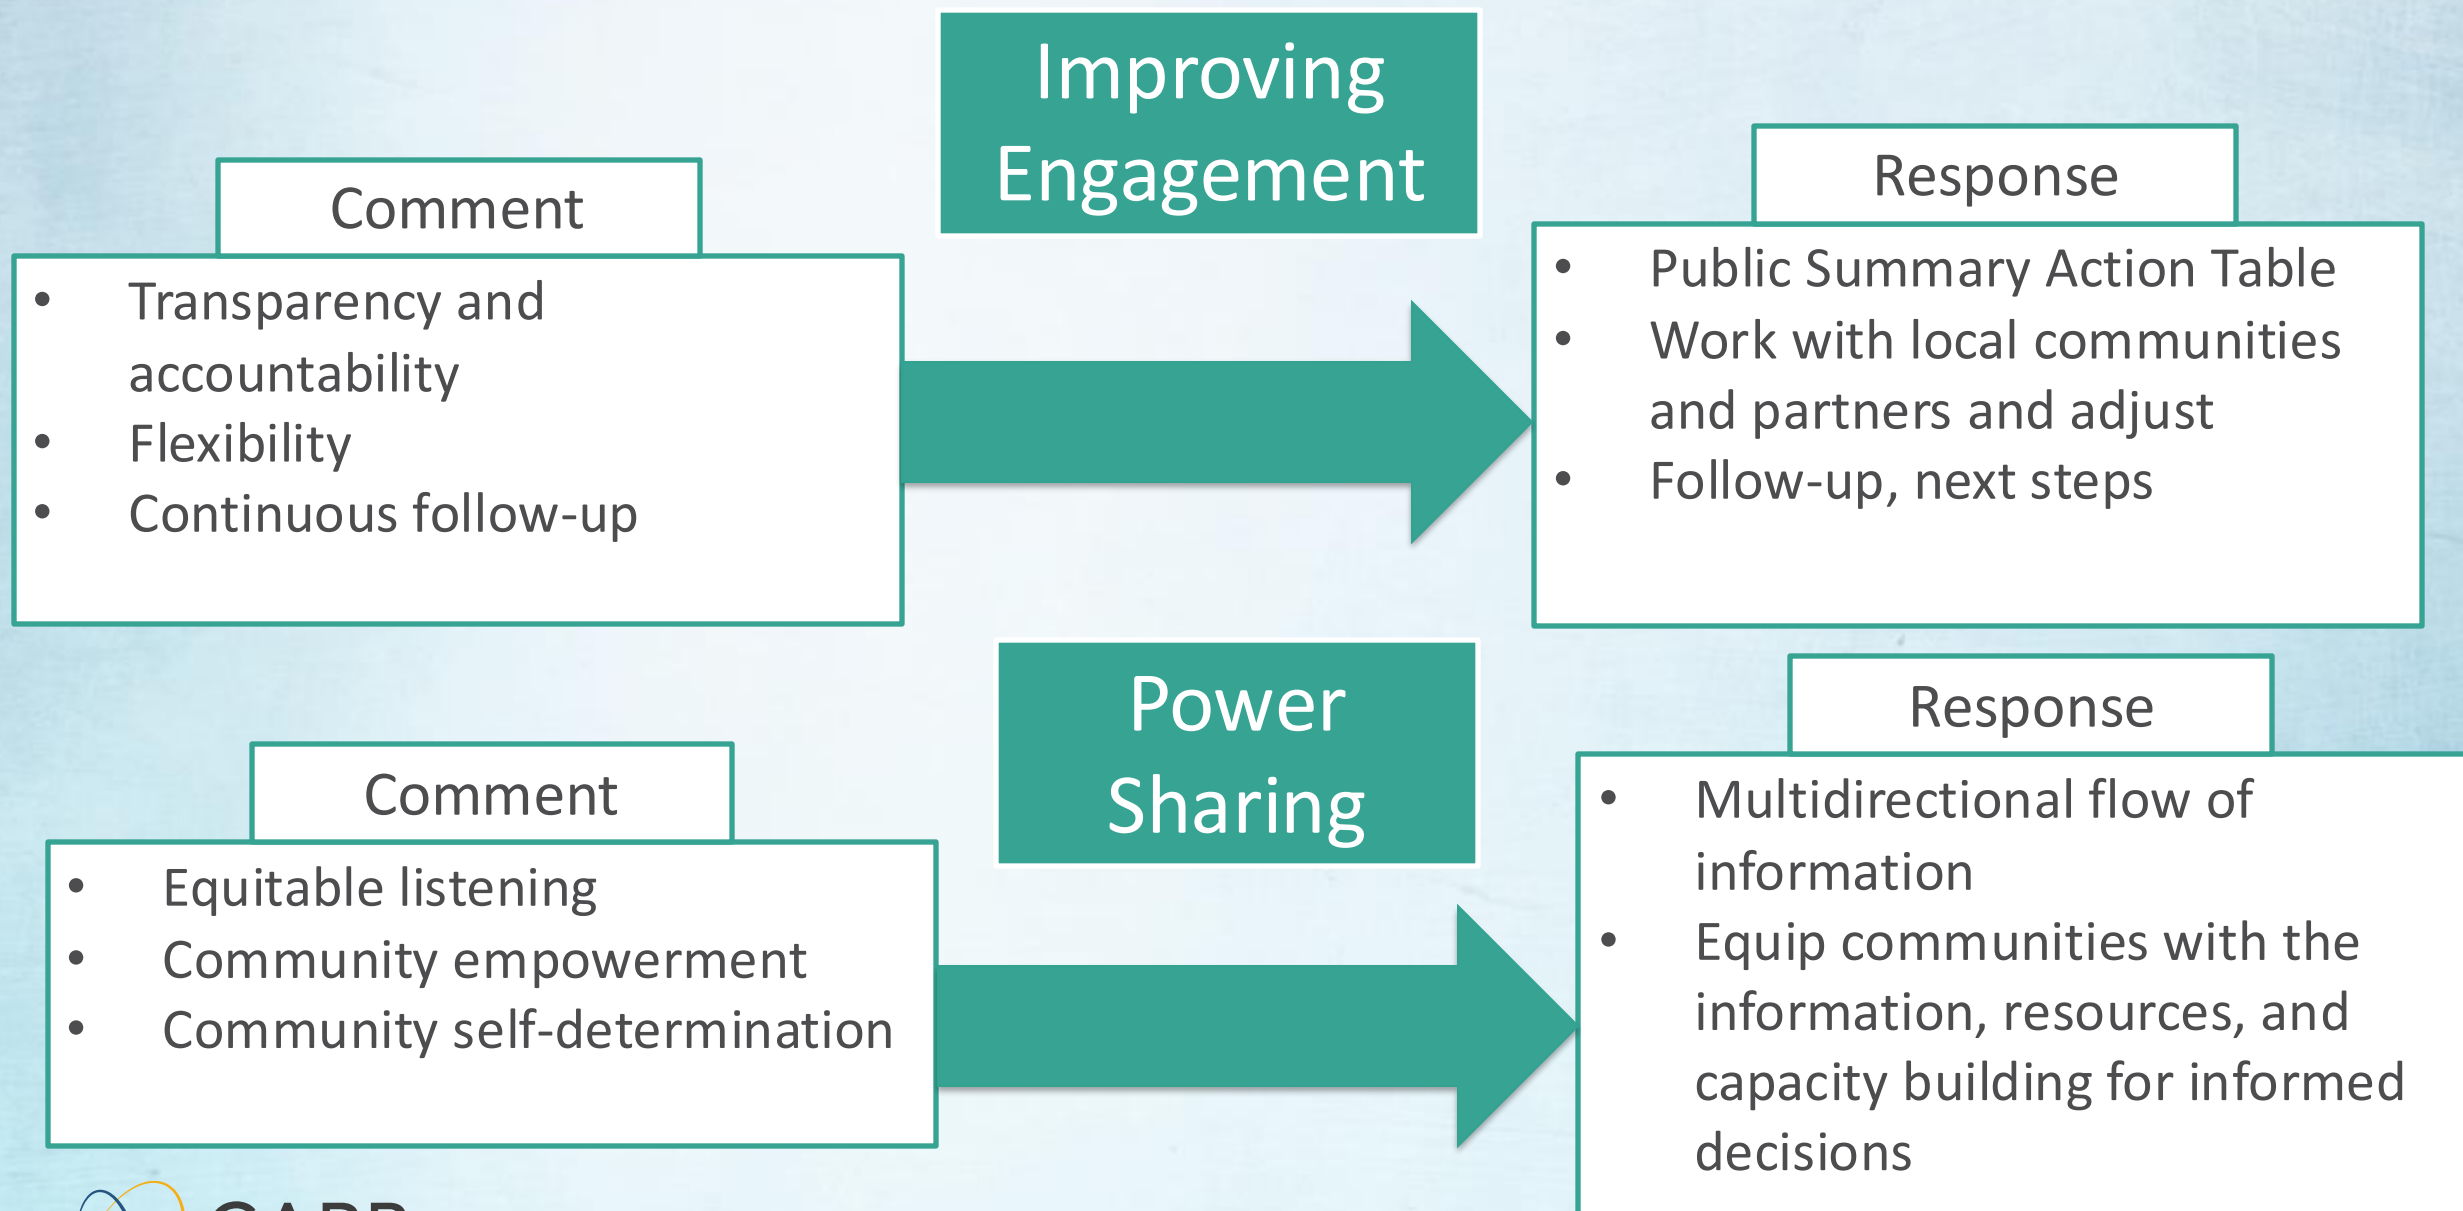 Improving
Engagement
Comment
• Transparency and
accountability
• Flexibility
• Continuous follow-up
Response
• Public Summary Action Table
• Work with local communities
and partners and adjust
• Follow-up, next steps
Power
Sharing
Comment
• Equitable listening
• Community empowerment
• Community self-determination
Response
• Multidirectional flow of
information
• Equip communities with the
information, resources, and
capacity building for informed
decisions